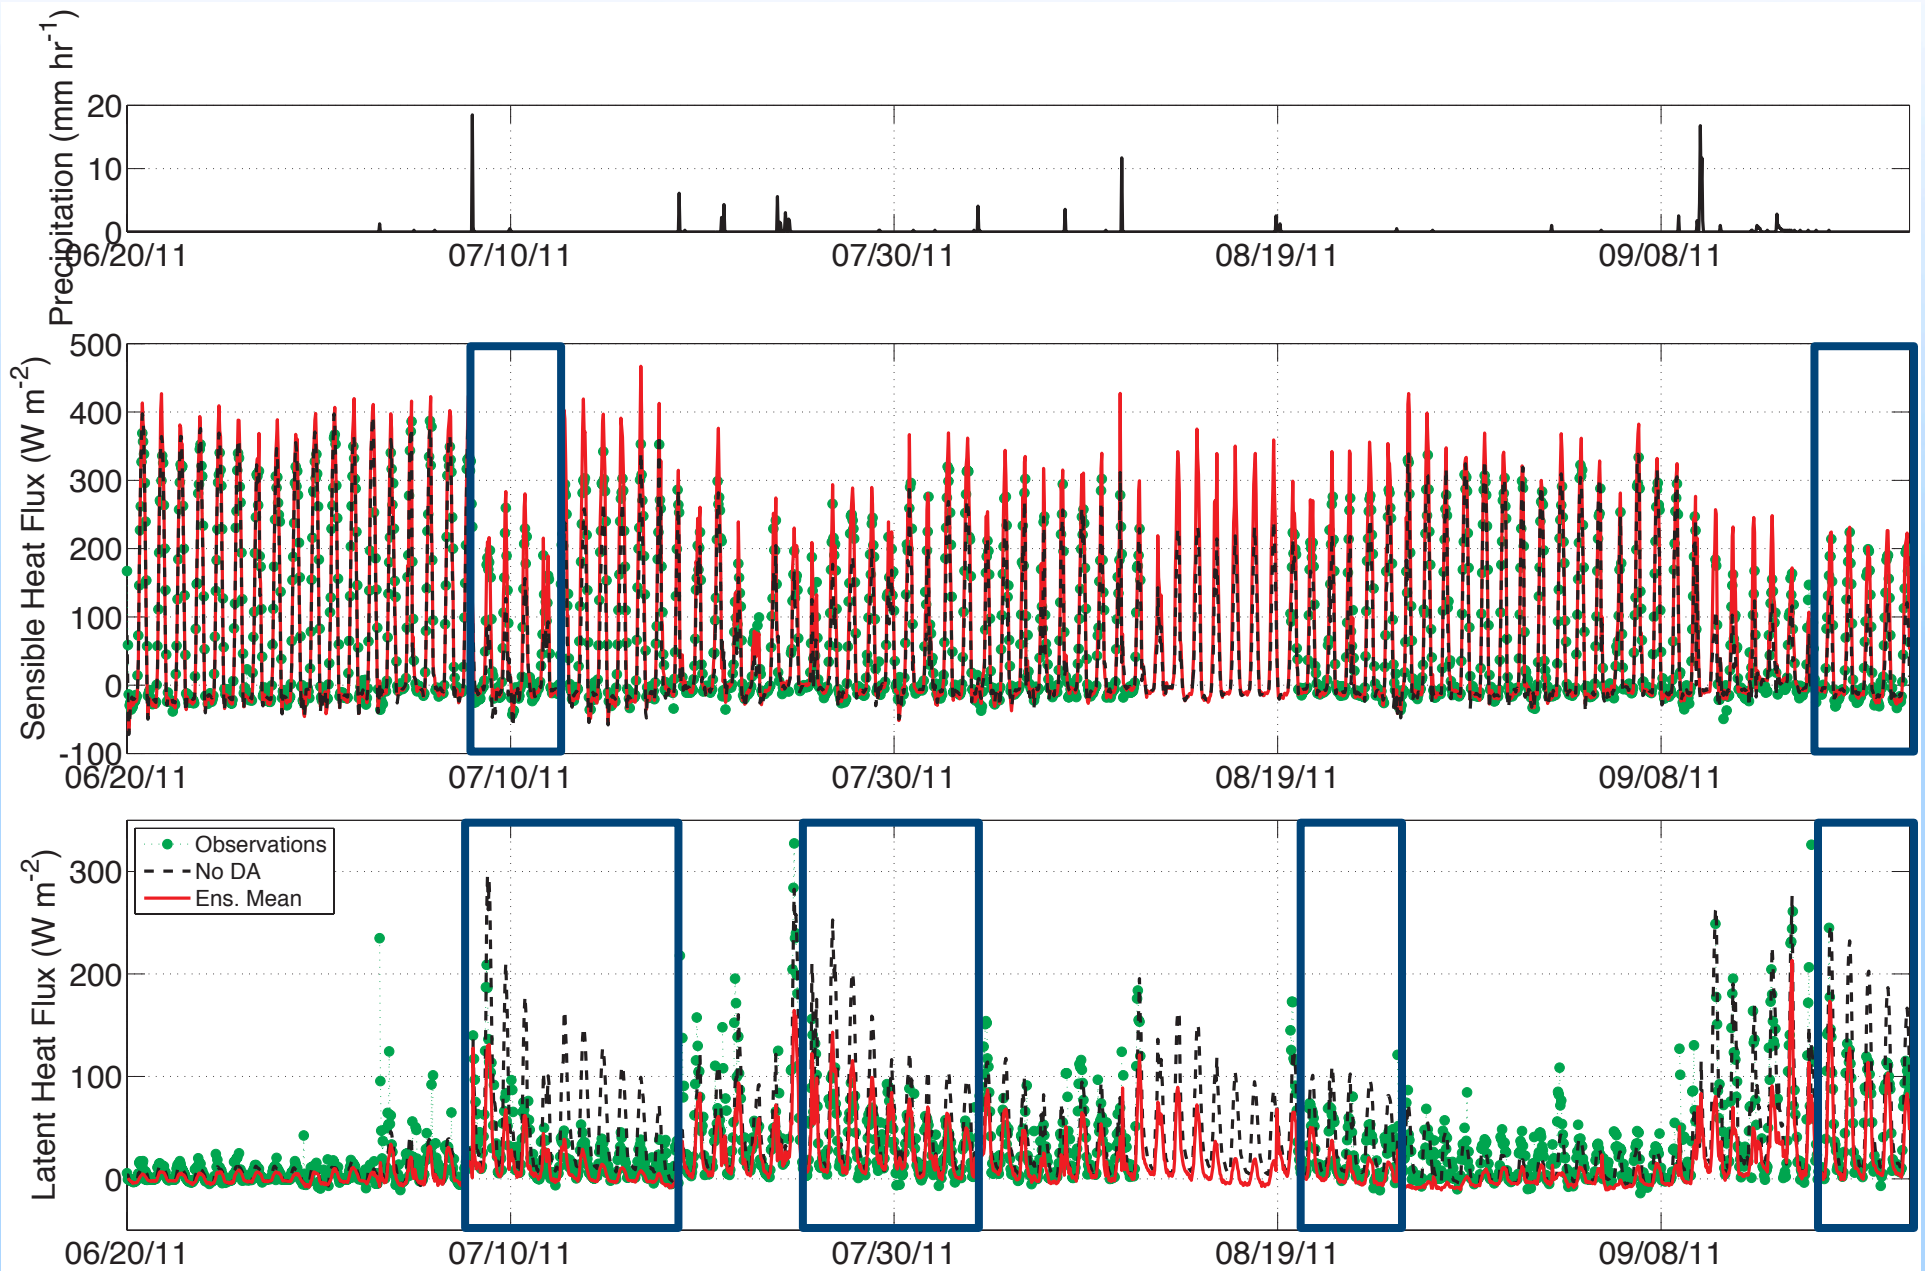 Precipitation (mm hr-1)
20
10
0
06/20/11 07/10/11 07/30/11 08/19/11 09/08/11
Sensible Heat Flux (W m-2)
500
400
300
200
100
0
-100
06/20/11 07/10/11 07/30/11 08/19/11 09/08/11
Latent Heat Flux (W m-2)
Observations
No DA
Ens. Mean
300
200
100
0
06/20/11 07/10/11 07/30/11 08/19/11 09/08/11